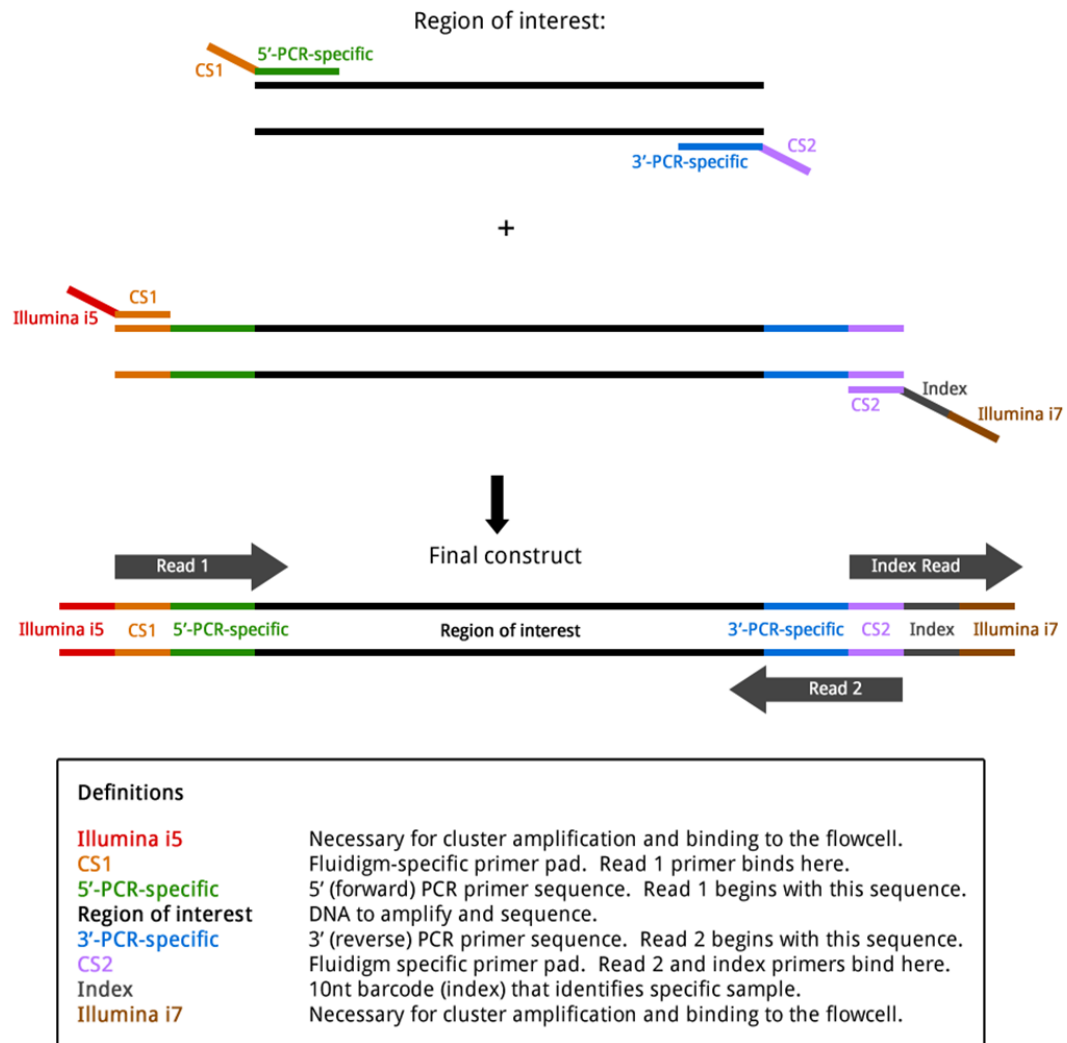 Region of interest:
5'-PCR-specific
CS1
CS2
3'-PCR-specific
+
CS1
Illumina i5
Index
CS2
Illumina i7
Read 1
Final construct
Index Read
Illumina i5 CS1 5'-PCR-specific Region of interest 3'-PCR-specific CS2 Index Illumina i7
Read 2
Definitions
Illumina i5 Necessary for cluster amplification and binding to the flowcell.
CS1 Fluidigm-specific primer pad. Read 1 primer binds here.
5'-PCR-specific 5' (forward) PCR primer sequence. Read 1 begins with this sequence.
Region of interest DNA to amplify and sequence.
3'-PCR-specific 3' (reverse) PCR primer sequence. Read 2 begins with this sequence.
CS2 Fluidigm specific primer pad. Read 2 and index primers bind here.
Index 10nt barcode (index) that identifies specific sample.
Illumina i7 Necessary for cluster amplification and binding to the flowcell.